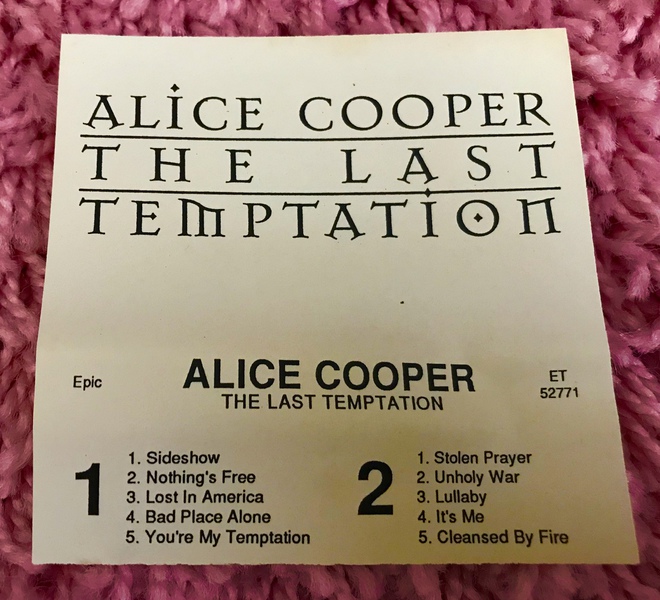 ALICE COOPER
THE LAST
TEMPTATION
Epic
ALICE COOPER
THE LAST TEMPTATION
ET
52771
1
1. Sideshow
2. Nothing's Free
3. Lost In America
4. Bad Place Alone
5. You're My Temptation
2
1. Stolen Prayer
2. Unholy War
3. Lullaby
4. It's Me
5. Cleansed By Fire